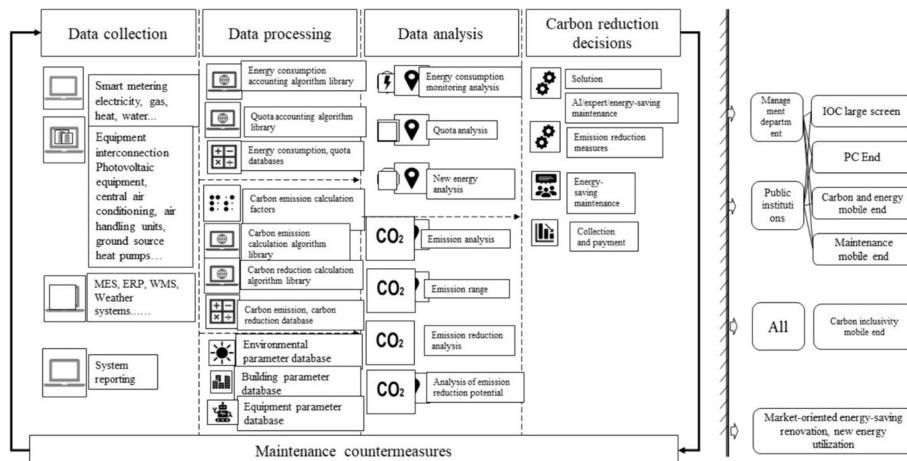 Data collection
Smart metering
electricity, gas,
heat, water...
Equipment
interconnection
Photovoltaic
equipment,
central air
conditioning, air
handling units,
ground source
heat pumps…
MES, ERP, WMS,
Weather
systems……
System
reporting
Data processing
Energy consumption
accounting algorithm library
Quota accounting algorithm
library
Energy consumption, quota
databases
Carbon emission calculation
factors
Carbon emission
calculation algorithm
library
Carbon reduction calculation
algorithm library
Carbon emission, carbon
reduction database
Environmental
parameter database
Building parameter
database
Equipment parameter
database
Data analysis
Energy consumption
monitoring analysis
Quota analysis
New energy
analysis
CO₂
Emission analysis
CO₂
Emission range
CO₂
Emission reduction
analysis
CO₂
Analysis of emission
reduction potential
Carbon reduction
decisions
Solution
AI/expert/energy-saving
maintenance
Emission reduction
measures
Energy-
saving
maintenance
Collection
and payment
Maintenance countermeasures
Manage
ment
departm
ent
Public
instituti
ons
IOC large screen
PC End
Carbon and energy
mobile end
Maintenance
mobile end
All
Carbon inclusivity
mobile end
Market-oriented energy-saving
renovation, new energy
utilization